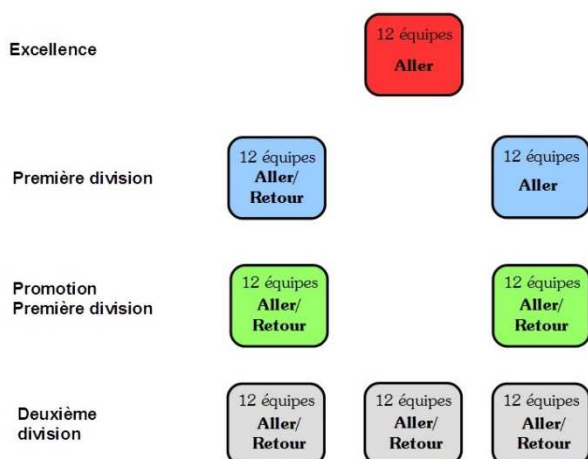 Excellence
12 équipes
Aller
Première division
12 équipes
Aller/
Retour
12 équipes
Aller
Promotion
Première division
12 équipes
Aller/
Retour
12 équipes
Aller/
Retour
Deuxième
division
12 équipes
Aller/
Retour
12 équipes
Aller/
Retour
12 équipes
Aller/
Retour